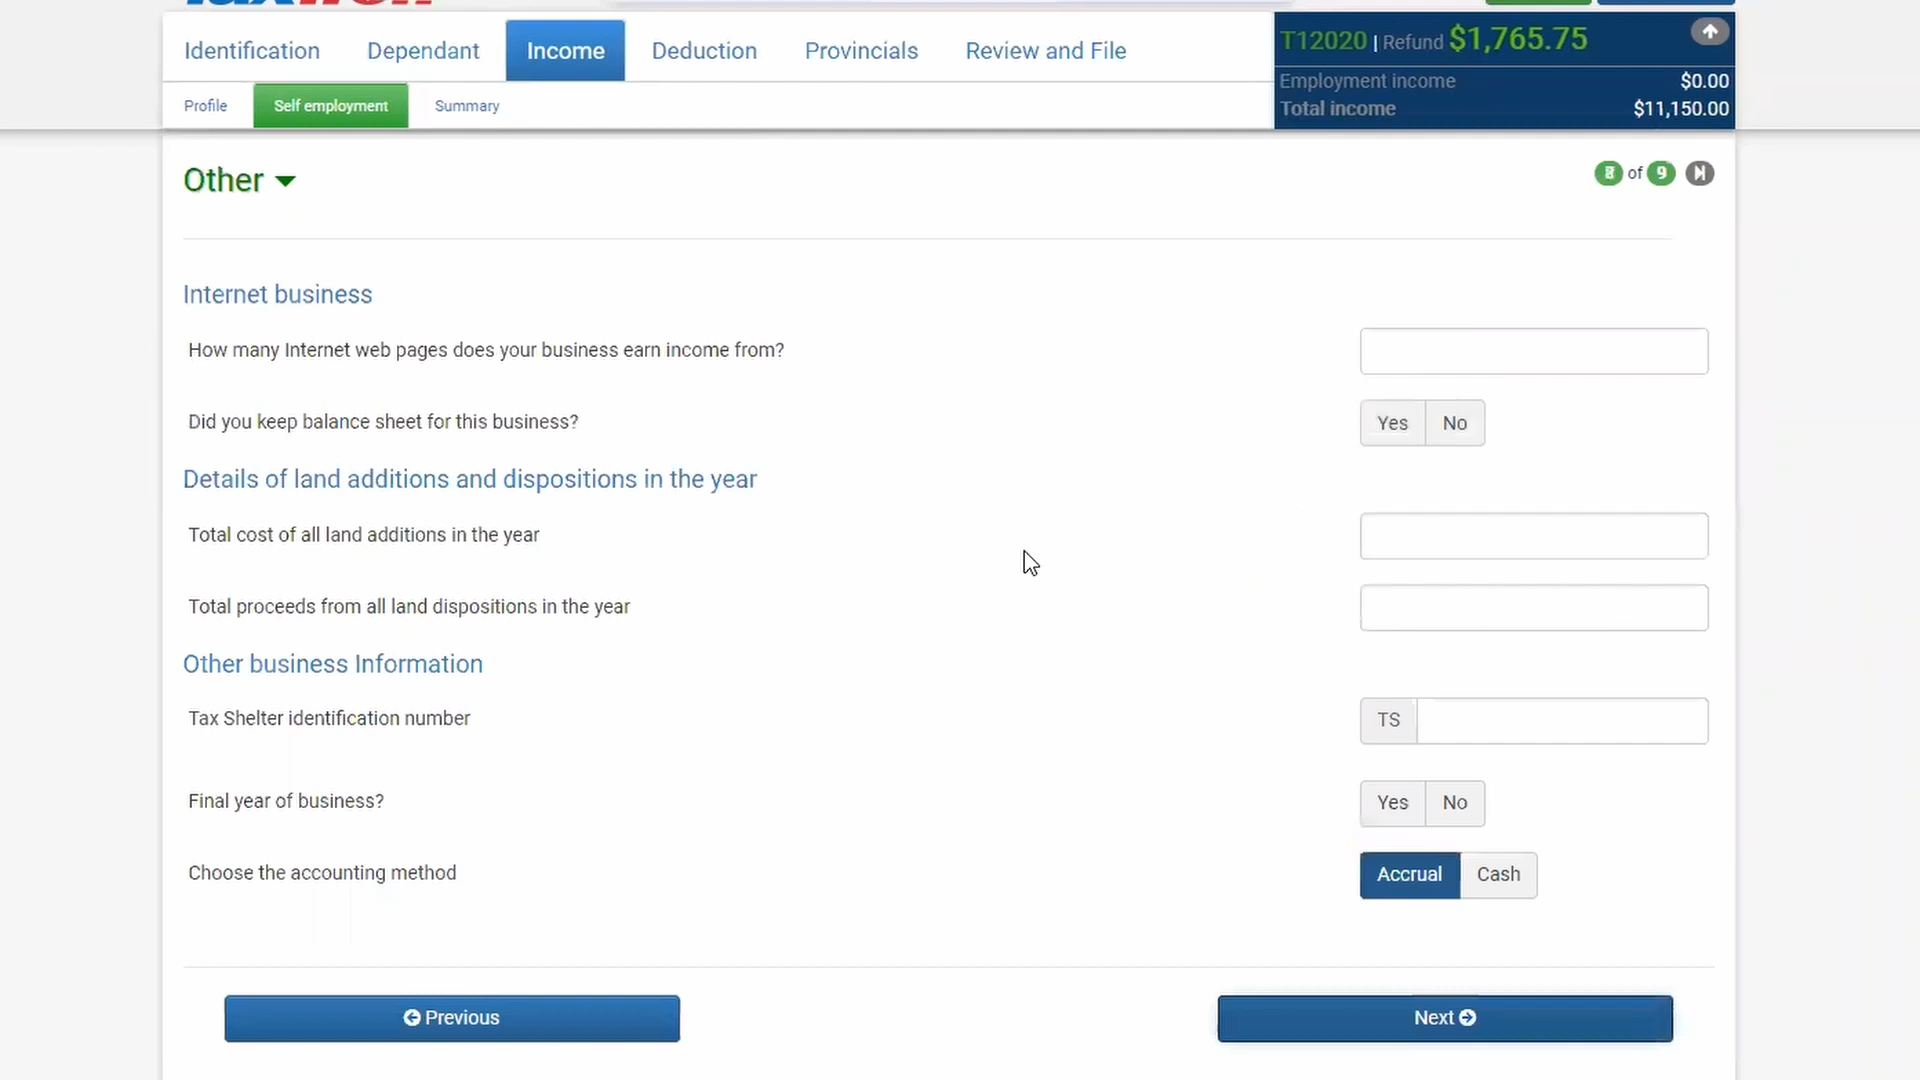 Identification Dependant Income Deduction Provincials Review and File
T12020 | Refund $1,765.75
Employment income $0.00
Total income $11,150.00
Profile Self employment Summary
Other
8 of 9
Internet business
How many Internet web pages does your business earn income from?
Did you keep balance sheet for this business? Yes No
Details of land additions and dispositions in the year
Total cost of all land additions in the year
Total proceeds from all land dispositions in the year
Other business Information
Tax Shelter identification number TS
Final year of business? Yes No
Choose the accounting method Accrual Cash
Previous Next